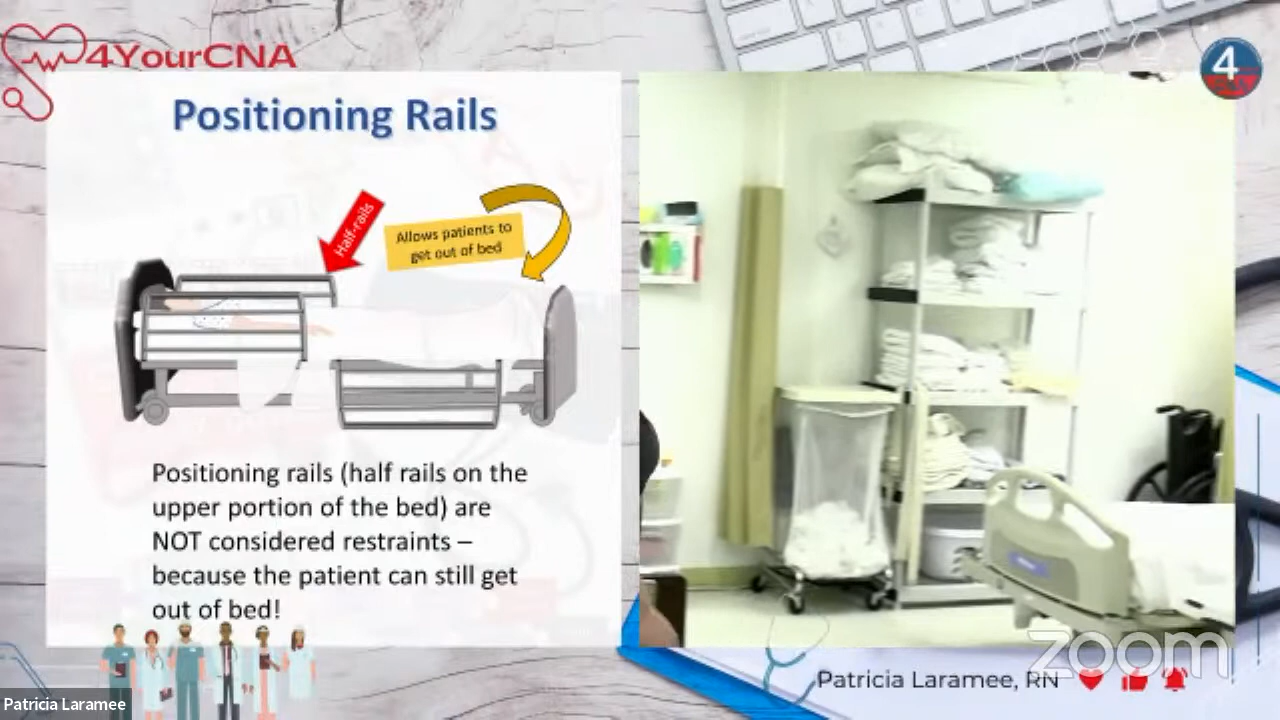 4YourCNA
4
Positioning Rails
Half-rails
Allows patients to
get out of bed
Positioning rails (half rails on the
upper portion of the bed) are
NOT considered restraints –
because the patient can still get
out of bed!
zoom
Patricia Laramee, RN
Patricia Laramee